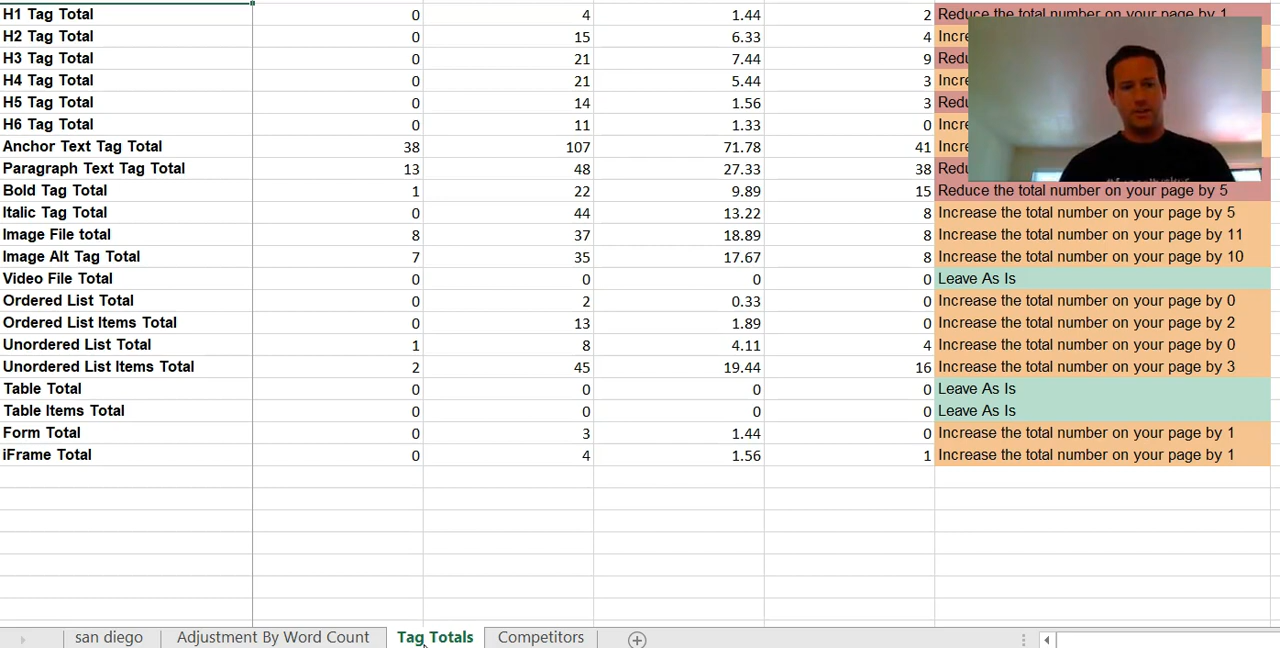 H1 Tag Total 0 4 1.44 2 Reduce the total number on your page by 1
H2 Tag Total 0 15 6.33 4
H3 Tag Total 0 21 7.44 9
H4 Tag Total 0 21 5.44 3
H5 Tag Total 0 14 1.56 3
H6 Tag Total 0 11 1.33 0
Anchor Text Tag Total 38 107 71.78 41
Paragraph Text Tag Total 13 48 27.33 38
Bold Tag Total 1 22 9.89 15 Reduce the total number on your page by 5
Italic Tag Total 0 44 13.22 8 Increase the total number on your page by 5
Image File total 8 37 18.89 8 Increase the total number on your page by 11
Image Alt Tag Total 7 35 17.67 8 Increase the total number on your page by 10
Video File Total 0 0 0 0 Leave As Is
Ordered List Total 0 2 0.33 0 Increase the total number on your page by 0
Ordered List Items Total 0 13 1.89 0 Increase the total number on your page by 2
Unordered List Total 1 8 4.11 4 Increase the total number on your page by 0
Unordered List Items Total 2 45 19.44 16 Increase the total number on your page by 3
Table Total 0 0 0 0 Leave As Is
Table Items Total 0 0 0 0 Leave As Is
Form Total 0 3 1.44 0 Increase the total number on your page by 1
iFrame Total 0 4 1.56 1 Increase the total number on your page by 1
san diego Adjustment By Word Count Tag Totals Competitors